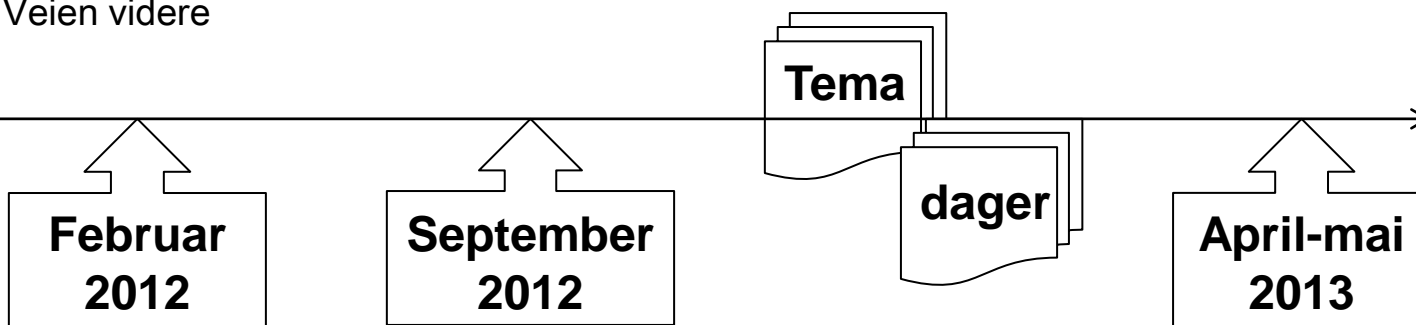 Veien videre
Tema
dager
Februar
2012
September
2012
April-mai
2013